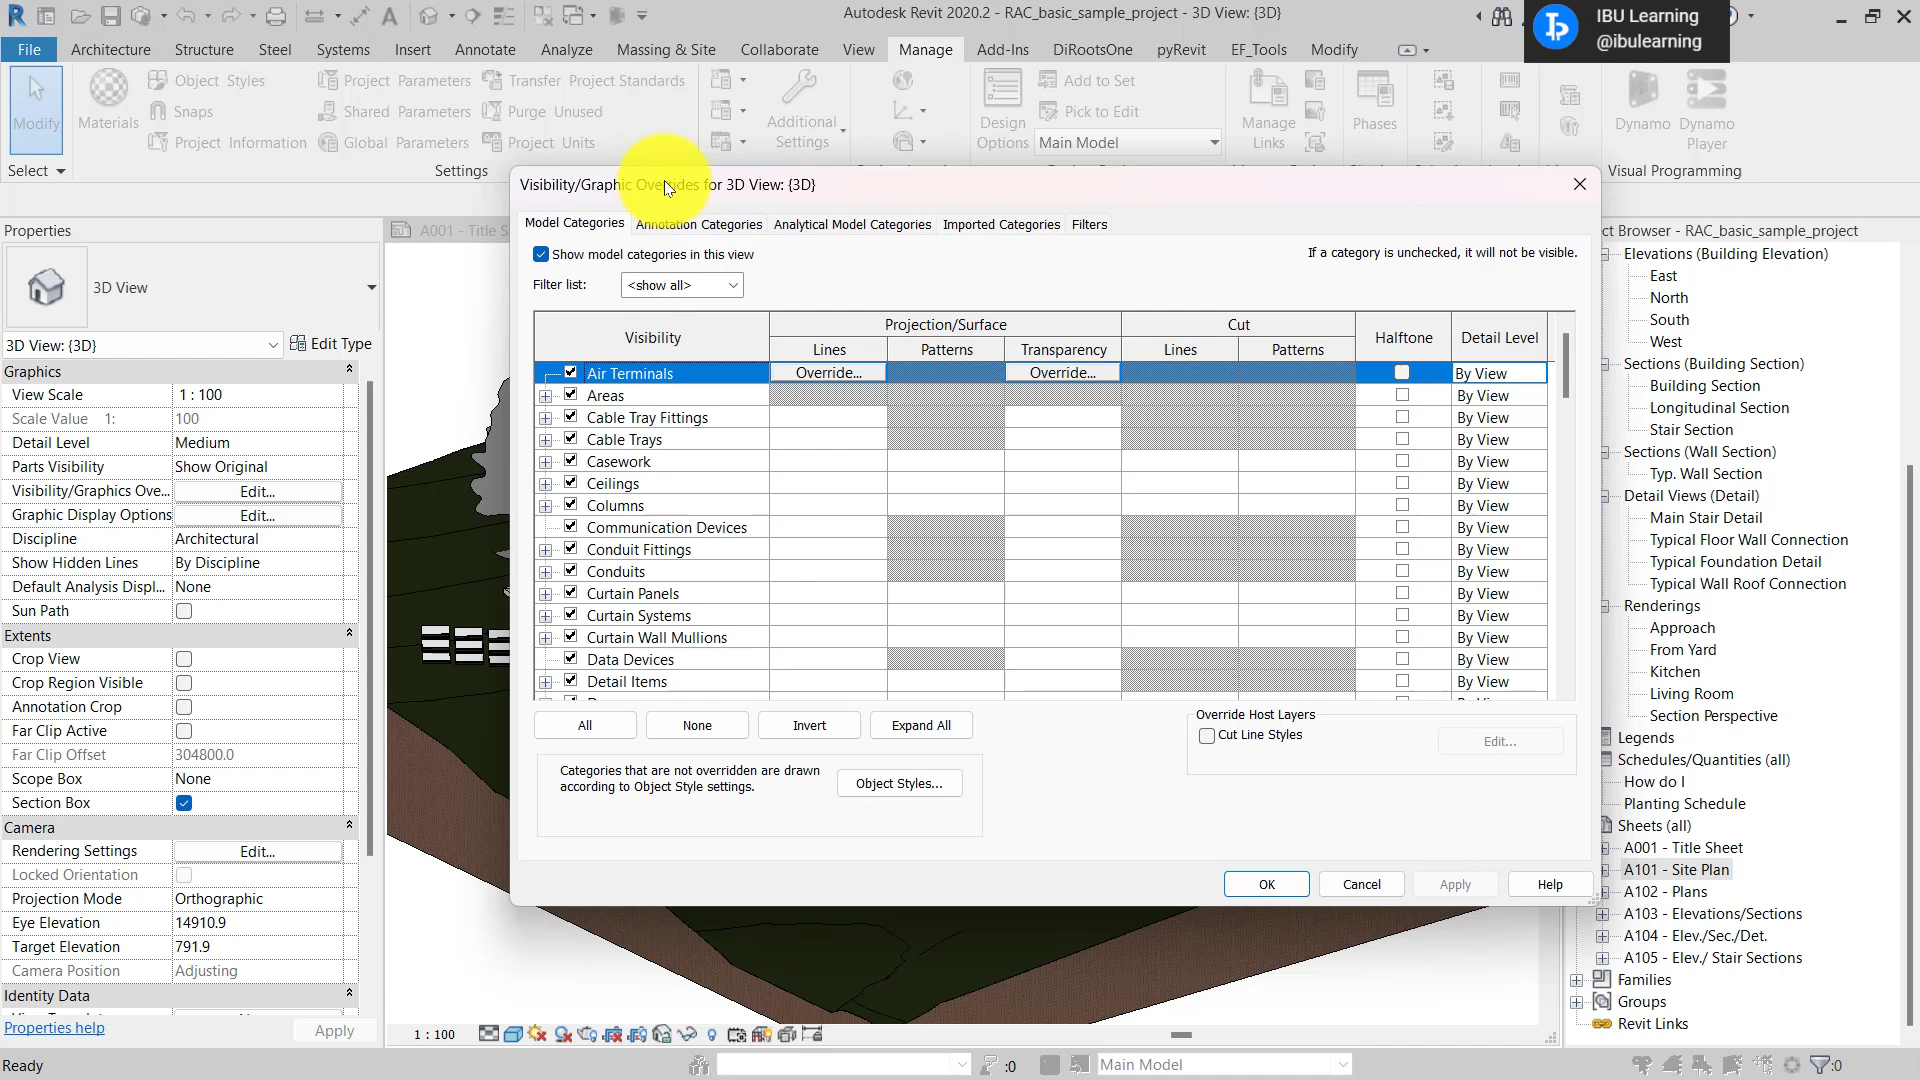 Autodesk Revit 2020.2 - RAC_basic_sample_project - 3D View: {3D}
IBU Learning
@ibulearning
File Architecture Structure Steel Systems Insert Annotate Analyze Massing & Site Collaborate View Manage Add-Ins DiRootsOne pyRevit EF_Tools Modify
Modify
Materials
Object Styles
Snaps
Project Information
Project Parameters
Shared Parameters
Global Parameters
Transfer Project Standards
Purge Unused
Project Units
Additional
Settings
Design
Options
Add to Set
Pick to Edit
Main Model
Manage
Links
Phases
Dynamo
Dynamo
Player
Select
Settings
Visual Programming
Properties
3D View
3D View: {3D}
Edit Type
Graphics
View Scale 1 : 100
Scale Value 1: 100
Detail Level Medium
Parts Visibility Show Original
Visibility/Graphics Ove... Edit...
Graphic Display Options Edit...
Discipline Architectural
Show Hidden Lines By Discipline
Default Analysis Displ... None
Sun Path
Extents
Crop View
Crop Region Visible
Annotation Crop
Far Clip Active
Far Clip Offset 304800.0
Scope Box None
Section Box
Camera
Rendering Settings Edit...
Locked Orientation
Projection Mode Orthographic
Eye Elevation 14910.9
Target Elevation 791.9
Camera Position Adjusting
Identity Data
Properties help
Apply
A001 - Title S
Visibility/Graphic Overrides for 3D View: {3D}
Model Categories Annotation Categories Analytical Model Categories Imported Categories Filters
Show model categories in this view
If a category is unchecked, it will not be visible.
Filter list: <show all>
Visibility Projection/Surface Cut Halftone Detail Level
Lines Patterns Transparency Lines Patterns
Air Terminals Override... Override... By View
Areas By View
Cable Tray Fittings By View
Cable Trays By View
Casework By View
Ceilings By View
Columns By View
Communication Devices By View
Conduit Fittings By View
Conduits By View
Curtain Panels By View
Curtain Systems By View
Curtain Wall Mullions By View
Data Devices By View
Detail Items By View
All None Invert Expand All
Override Host Layers
Cut Line Styles
Edit...
Categories that are not overridden are drawn
according to Object Style settings.
Object Styles...
OK Cancel Apply Help
ct Browser - RAC_basic_sample_project
Elevations (Building Elevation)
East
North
South
West
Sections (Building Section)
Building Section
Longitudinal Section
Stair Section
Sections (Wall Section)
Typ. Wall Section
Detail Views (Detail)
Main Stair Detail
Typical Floor Wall Connection
Typical Foundation Detail
Typical Wall Roof Connection
Renderings
Approach
From Yard
Kitchen
Living Room
Section Perspective
Legends
Schedules/Quantities (all)
How do I
Planting Schedule
Sheets (all)
A001 - Title Sheet
A101 - Site Plan
A102 - Plans
A103 - Elevations/Sections
A104 - Elev./Sec./Det.
A105 - Elev./ Stair Sections
Families
Groups
Revit Links
1 : 100
Ready
:0
Main Model
:0